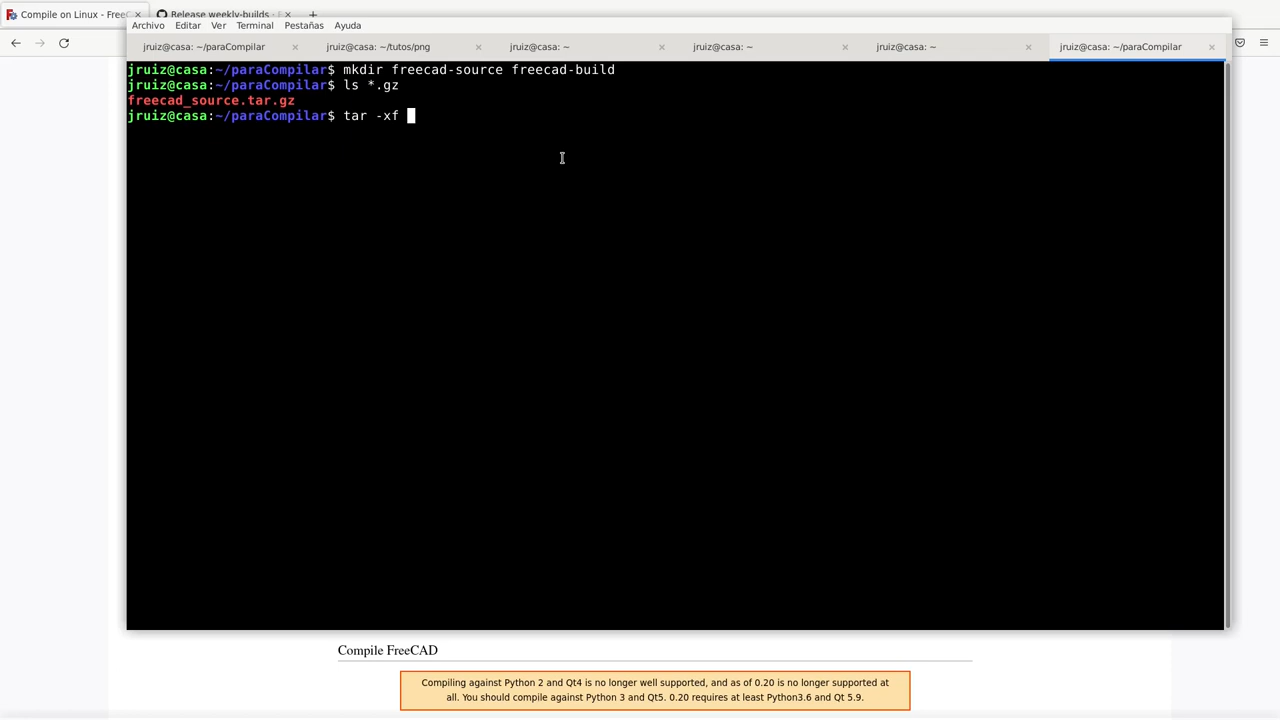 Compile on Linux - FreeC
Release weekly-builds ·
Archivo Editar Ver Terminal Pestañas Ayuda
jruiz@casa: ~/paraCompilar
jruiz@casa: ~/tutos/png
jruiz@casa: ~
jruiz@casa: ~
jruiz@casa: ~
jruiz@casa: ~/paraCompilar
jruiz@casa:~/paraCompilar$ mkdir freecad-source freecad-build
jruiz@casa:~/paraCompilar$ ls *.gz
freecad_source.tar.gz
jruiz@casa:~/paraCompilar$ tar -xf
Compile FreeCAD
Compiling against Python 2 and Qt4 is no longer well supported, and as of 0.20 is no longer supported at
all. You should compile against Python 3 and Qt5. 0.20 requires at least Python3.6 and Qt 5.9.